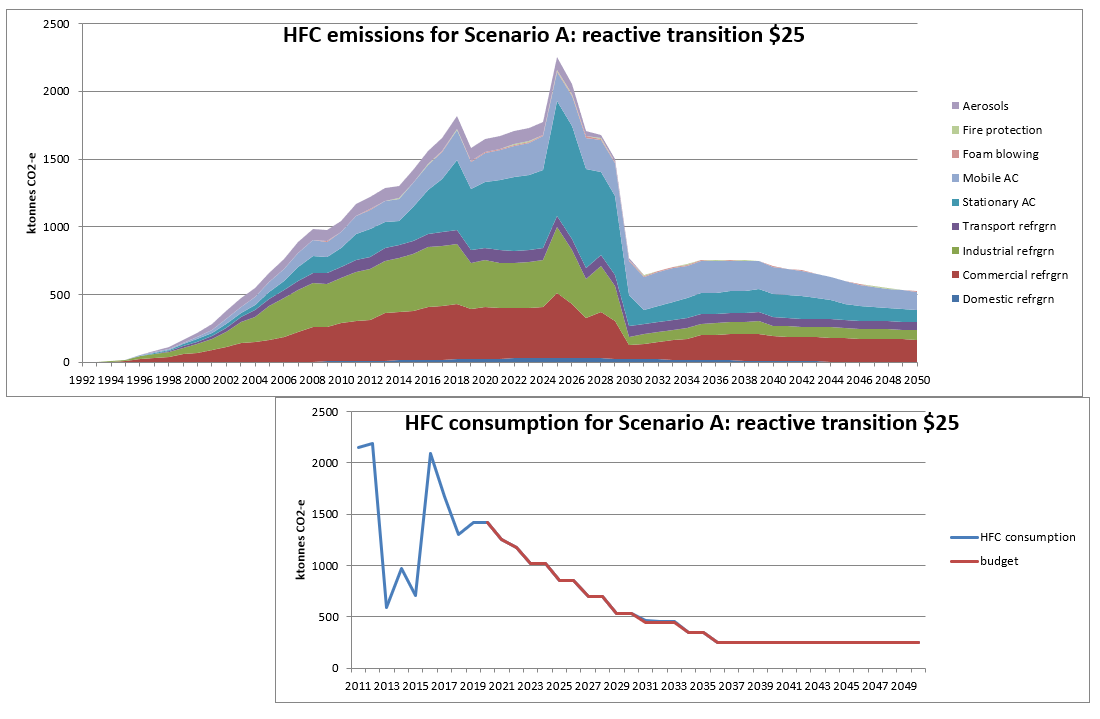 HFC emissions for Scenario A: reactive transition $25
2500
2000
1500
1000
500
0
ktonnes CO2-e
1992 1994 1996 1998 2000 2002 2004 2006 2008 2010 2012 2014 2016 2018 2020 2022 2024 2026 2028 2030 2032 2034 2036 2038 2040 2042 2044 2046 2048 2050
Aerosols
Fire protection
Foam blowing
Mobile AC
Stationary AC
Transport refrgrn
Industrial refrgrn
Commercial refrgrn
Domestic refrgrn
HFC consumption for Scenario A: reactive transition $25
2500
2000
1500
1000
500
0
ktonnes CO2-e
2011 2013 2015 2017 2019 2021 2023 2025 2027 2029 2031 2033 2035 2037 2039 2041 2043 2045 2047 2049
HFC consumption
budget